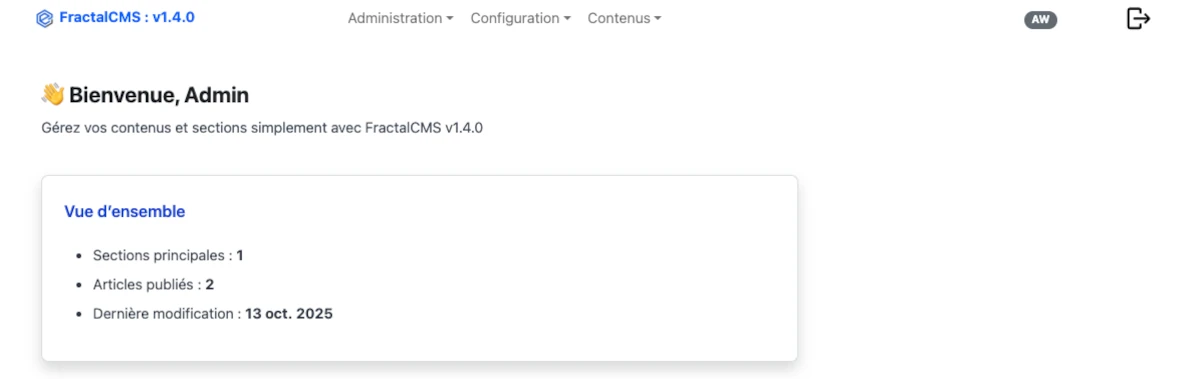 FractalCMS : v1.4.0 Administration Configuration Contenus AW
👋 Bienvenue, Admin
Gérez vos contenus et sections simplement avec FractalCMS v1.4.0
Vue d’ensemble
• Sections principales : 1
• Articles publiés : 2
• Dernière modification : 13 oct. 2025